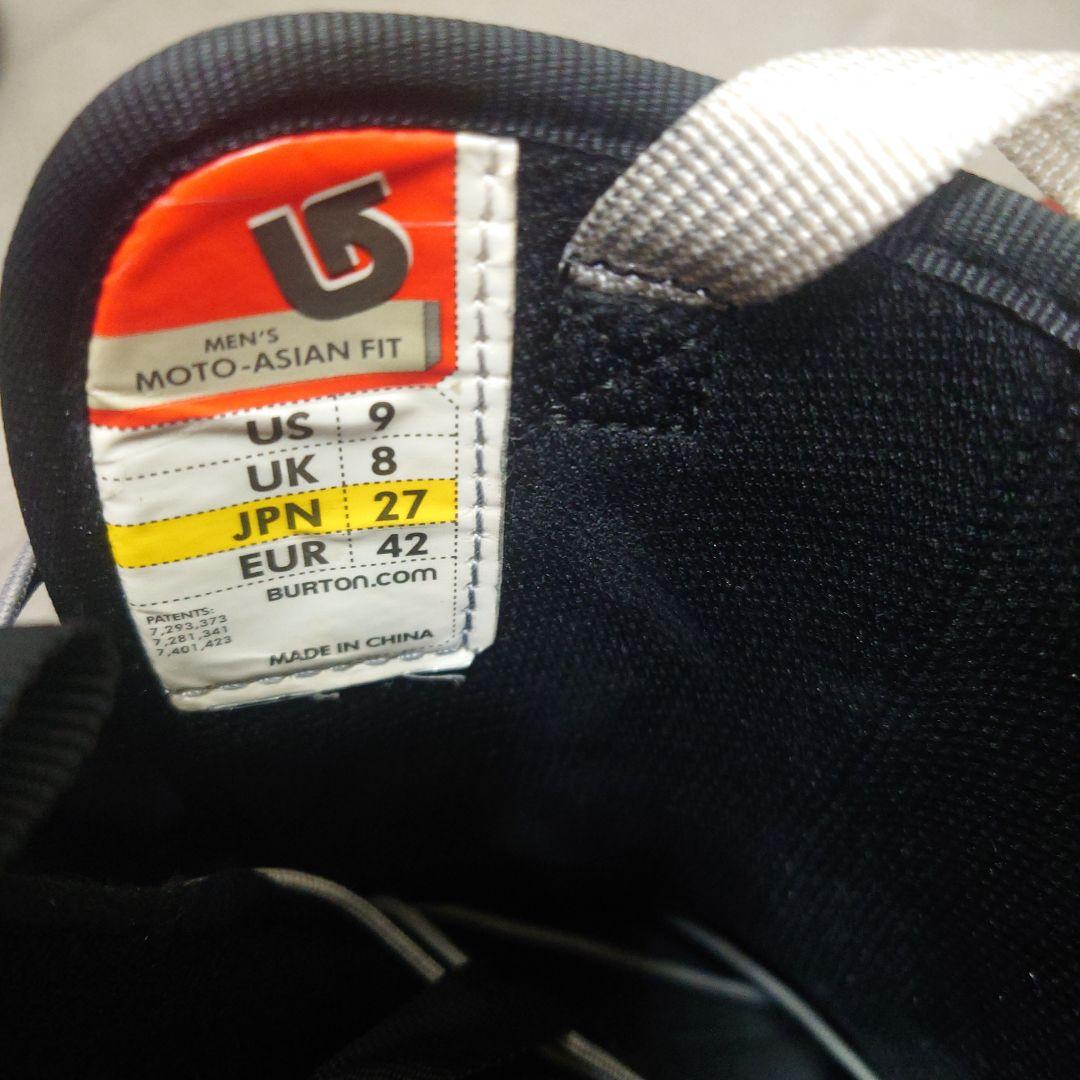 MEN'S
MOTO-ASIAN FIT
US 9
UK 8
JPN 27
EUR 42
BURTON.COM
PATENTS:
7,293,373
7,281,341
7,401,423
MADE IN CHINA